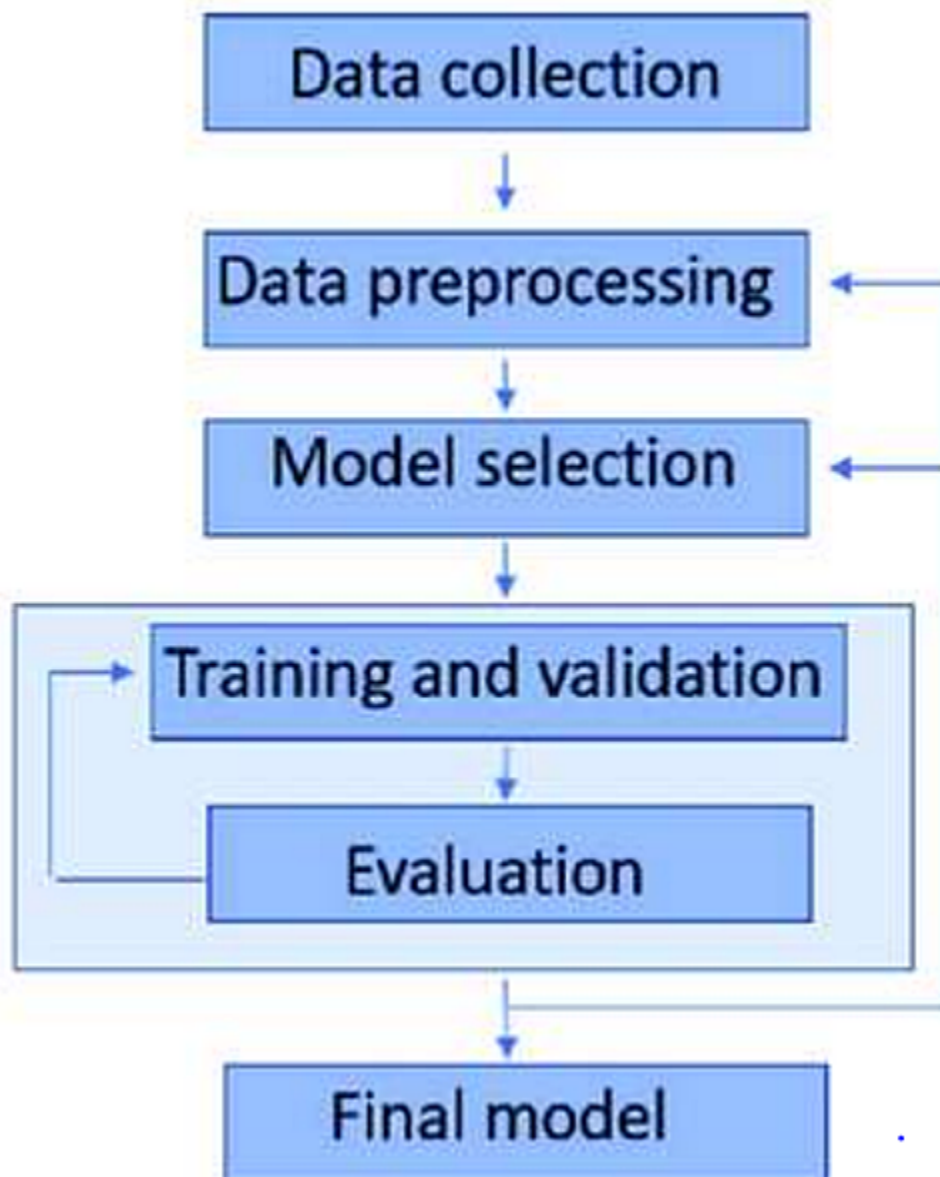 Data collection
Data preprocessing
Model selection
Training and validation
Evaluation
Final model